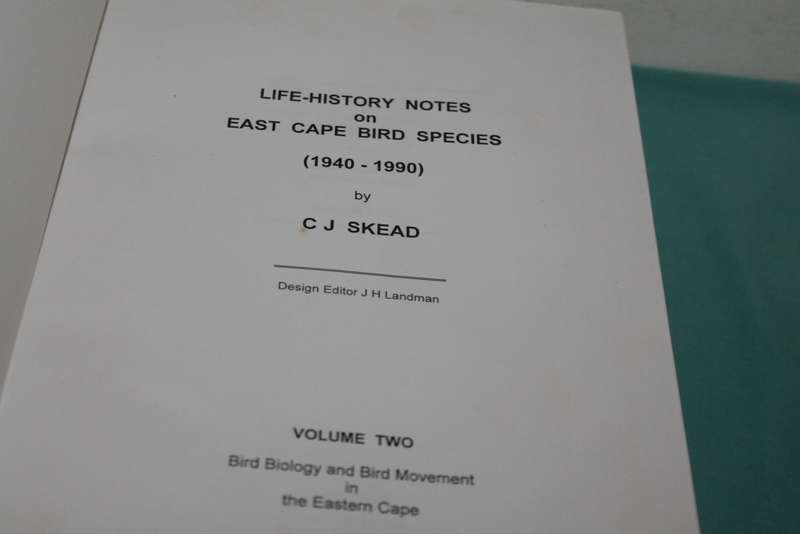 LIFE-HISTORY NOTES
on
EAST CAPE BIRD SPECIES
(1940 - 1990)
by
C J SKEAD
Design Editor J H Landman
VOLUME TWO
Bird Biology and Bird Movement
in
the Eastern Cape